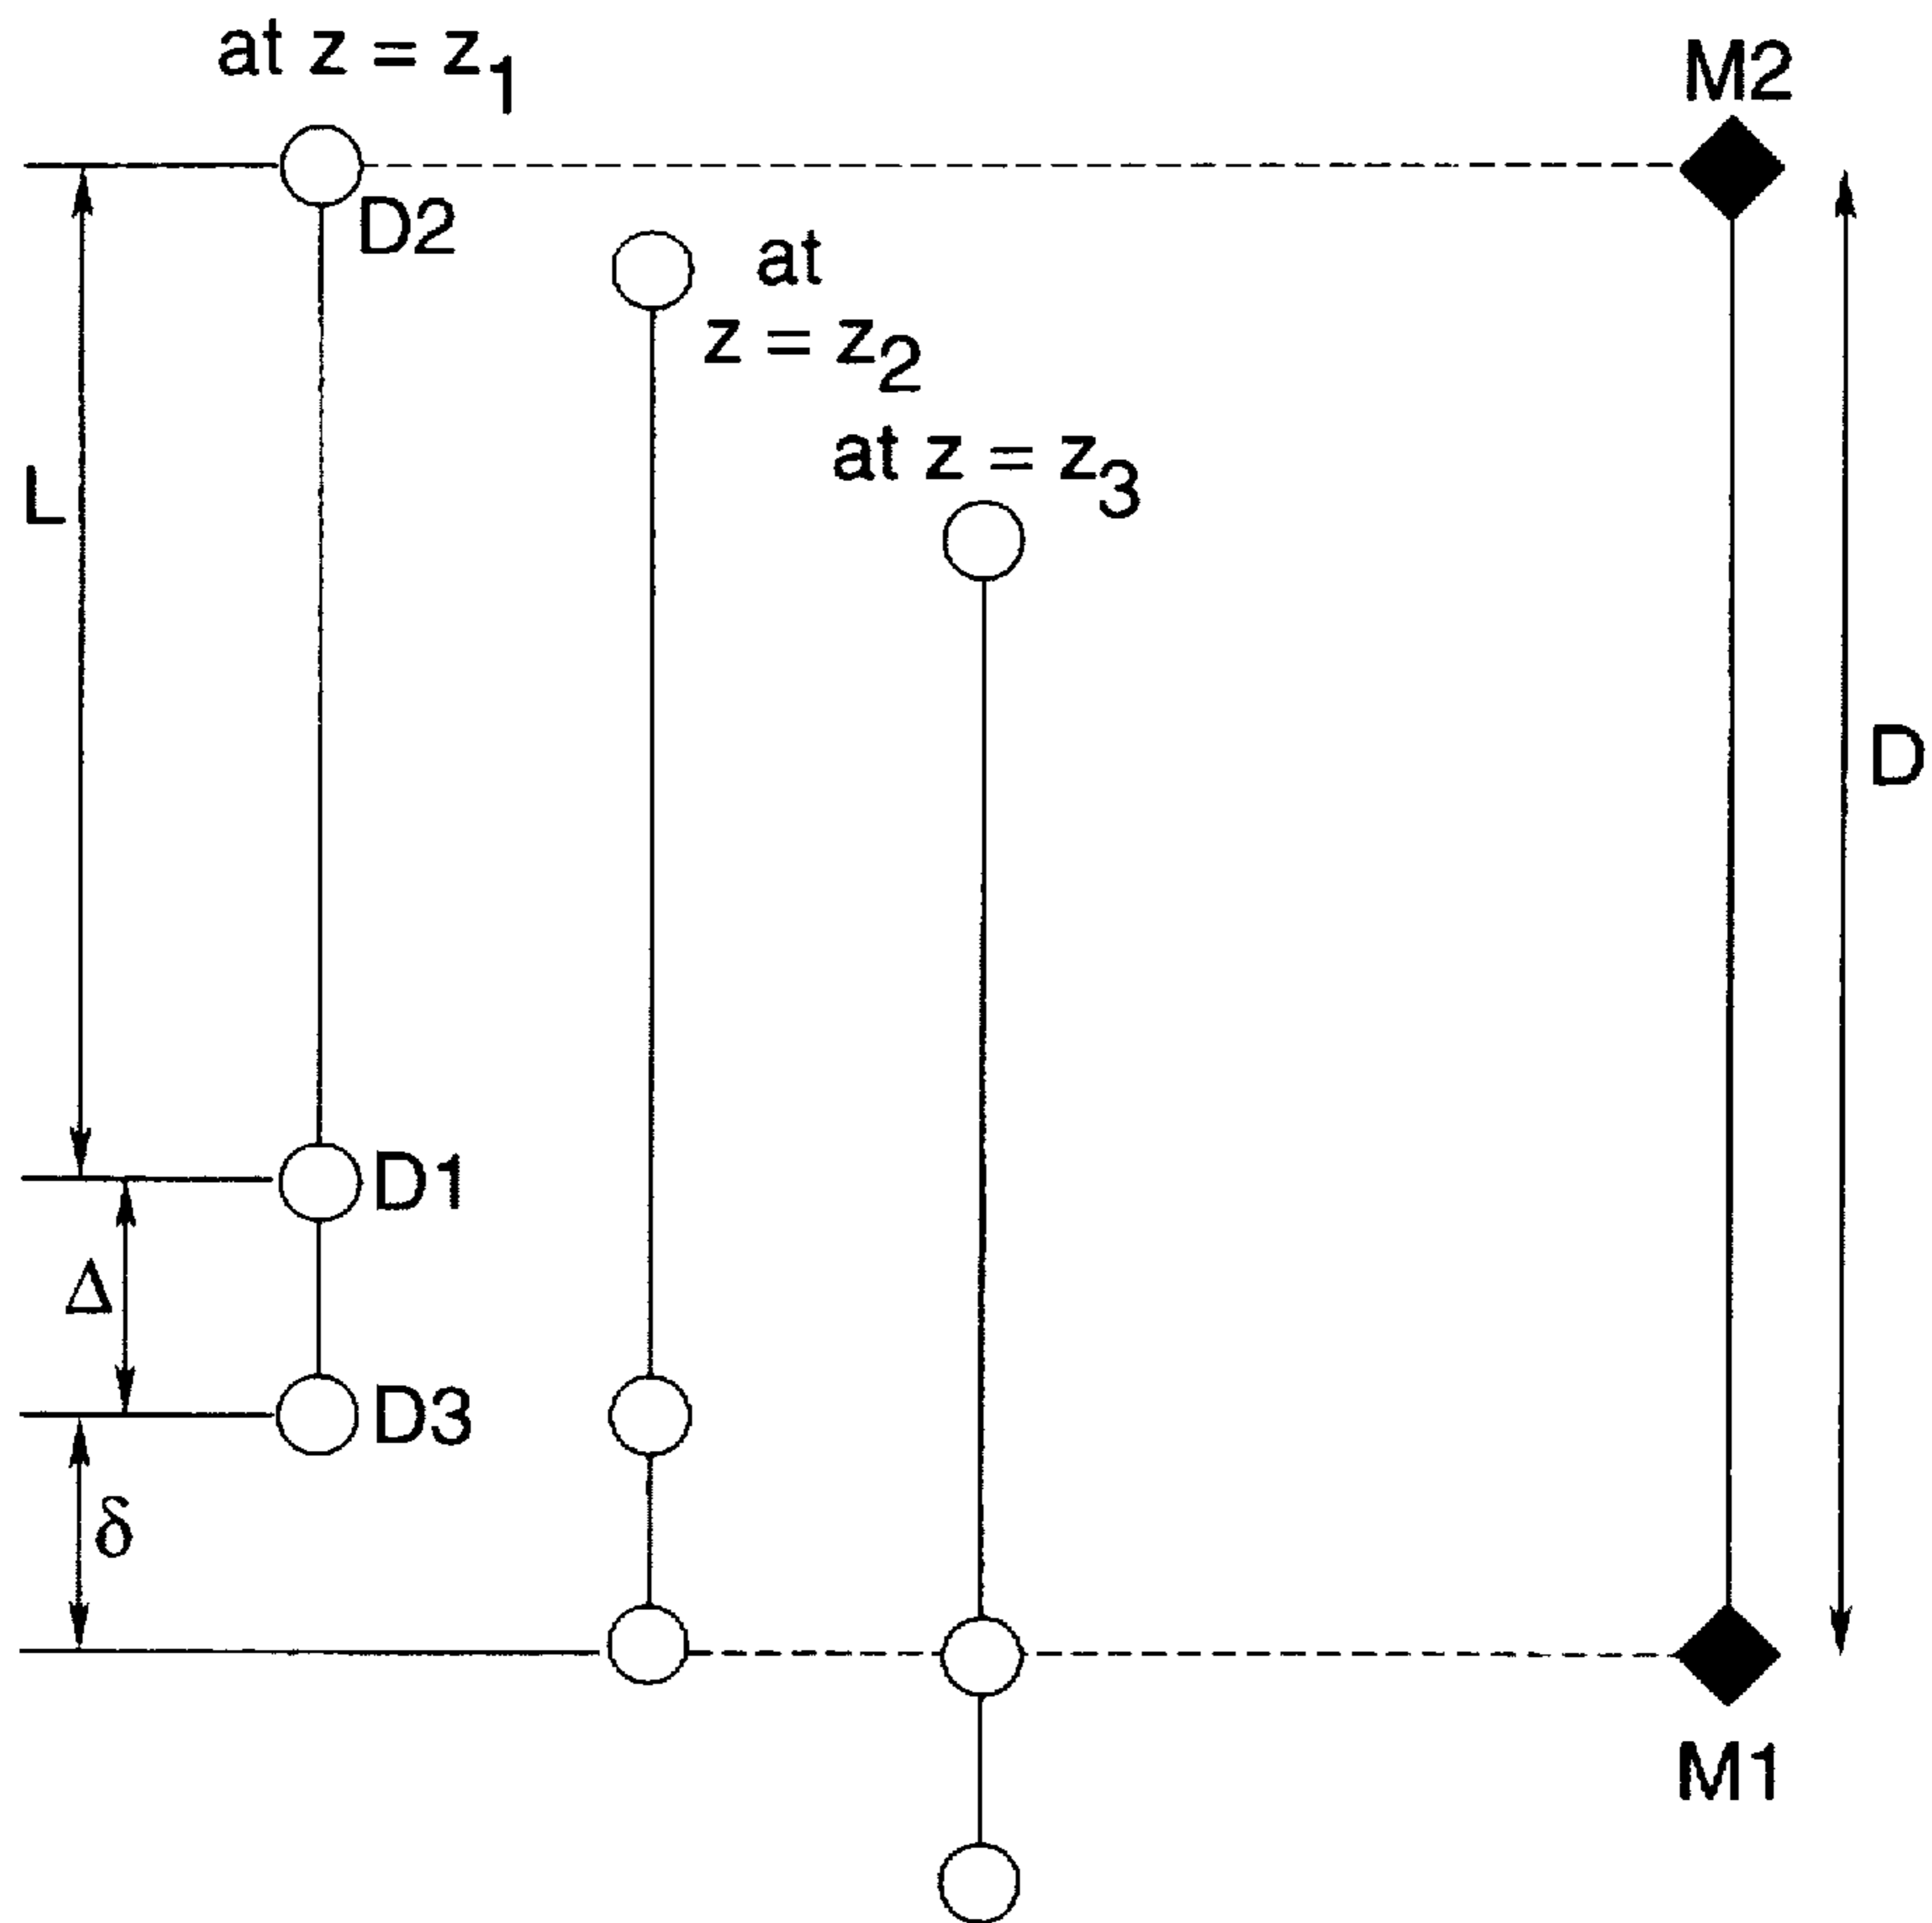 at z = z1
M2
D2
at
z = z2
at z = z3
L
D
D1
Δ
D3
δ
M1